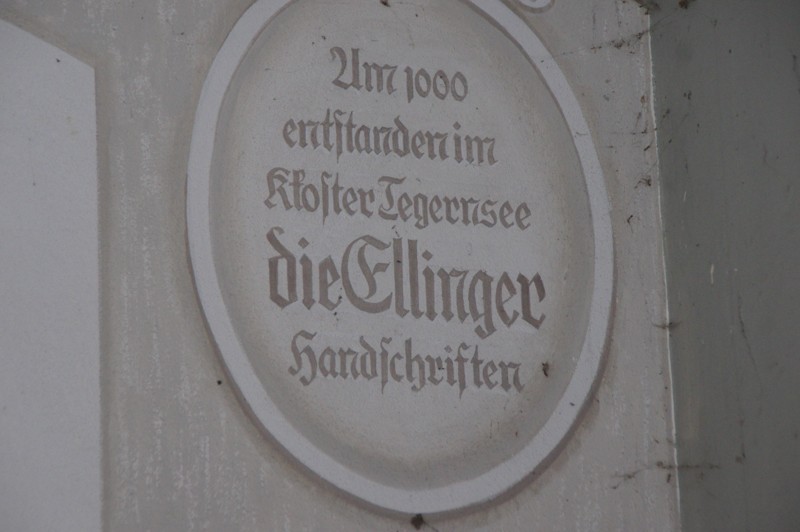 Um 1000
entstanden im
Kloster Tegernsee
die Ellinger
Handschriften